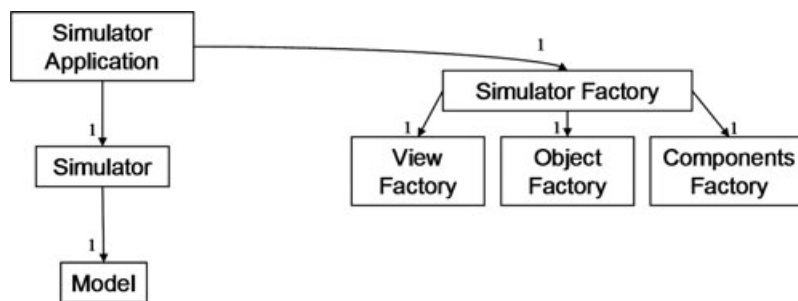 Simulator
Application
1
Simulator Factory
1
1
1
1
Simulator
View
Factory
Object
Factory
Components
Factory
1
Model